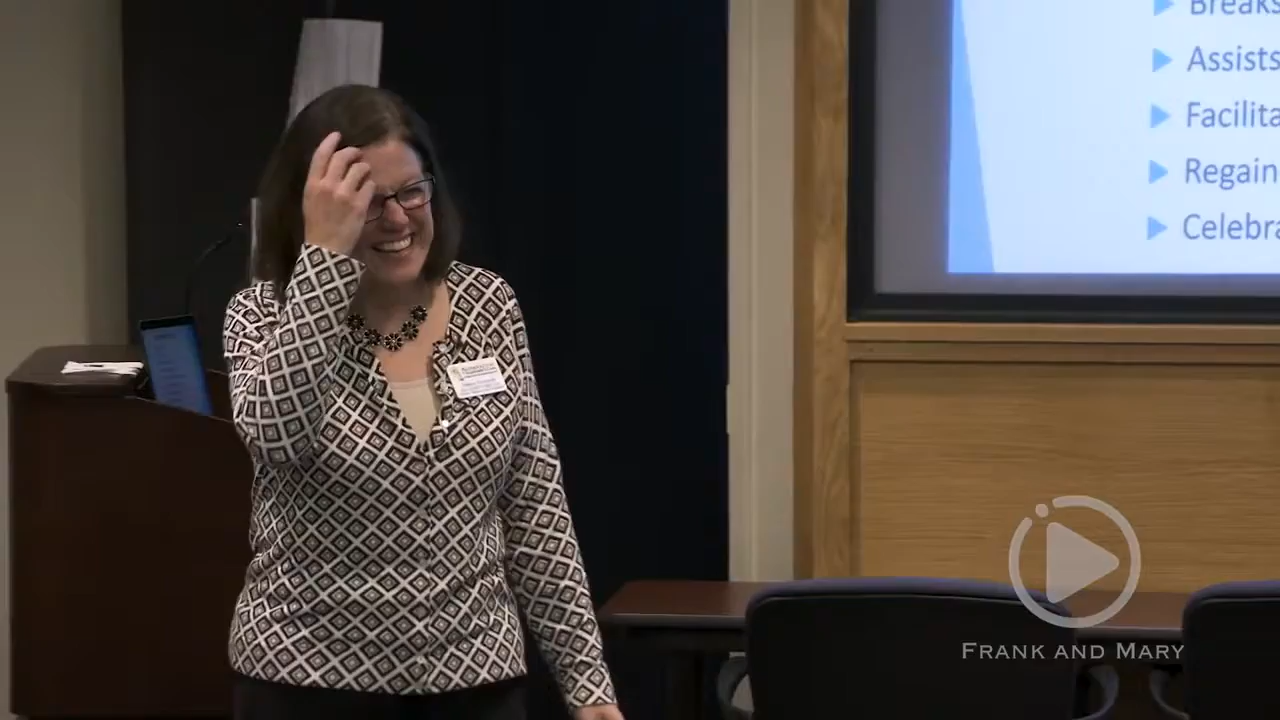 Breaks
Assists
Facilita
Regain
Celebra
FRANK AND MARY